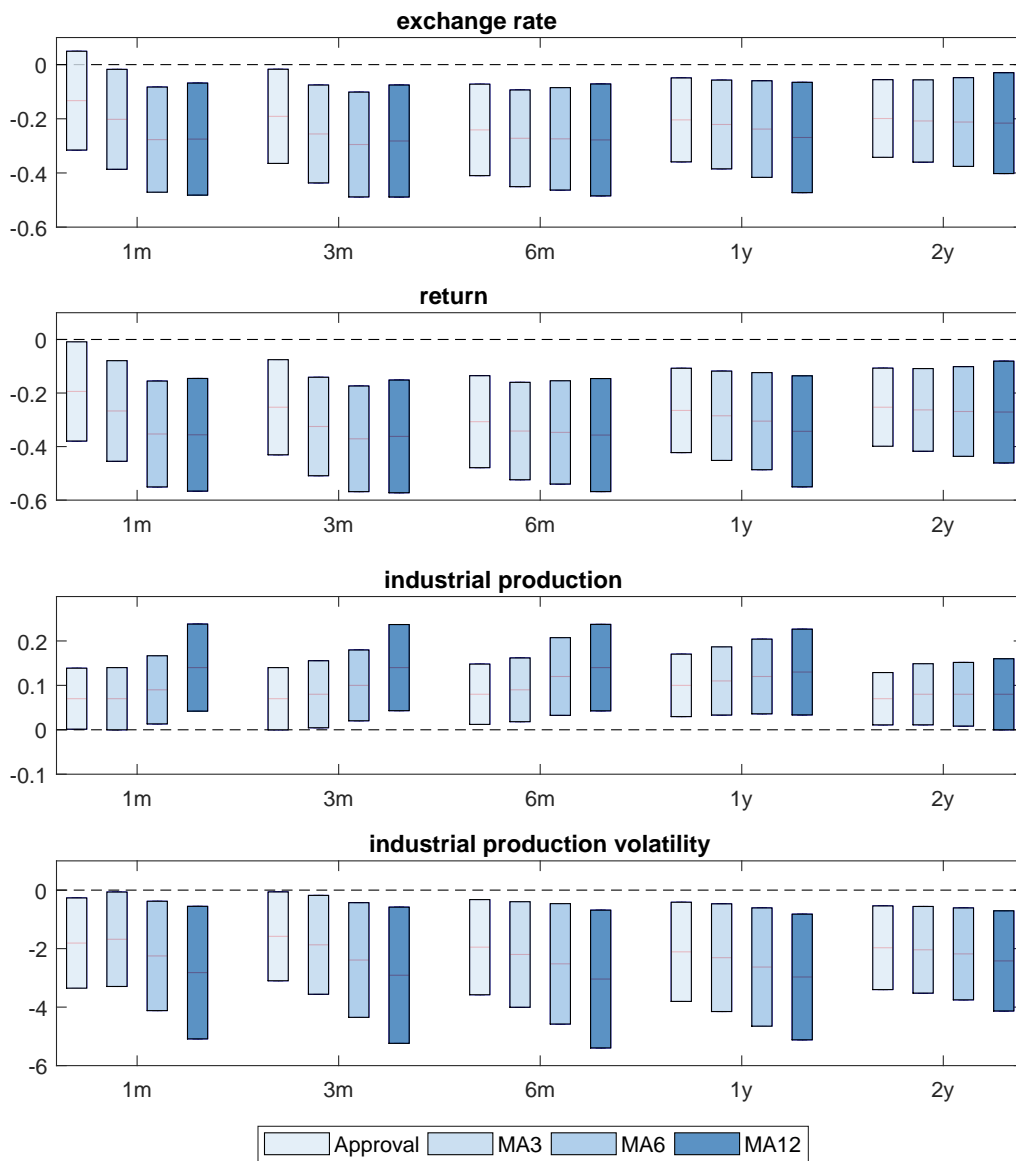 exchange rate
0
-0.2
-0.4
-0.6
1m 3m 6m 1y 2y
return
0
-0.2
-0.4
-0.6
1m 3m 6m 1y 2y
industrial production
0.2
0.1
0
-0.1
1m 3m 6m 1y 2y
industrial production volatility
0
-2
-4
-6
1m 3m 6m 1y 2y
Approval MA3 MA6 MA12